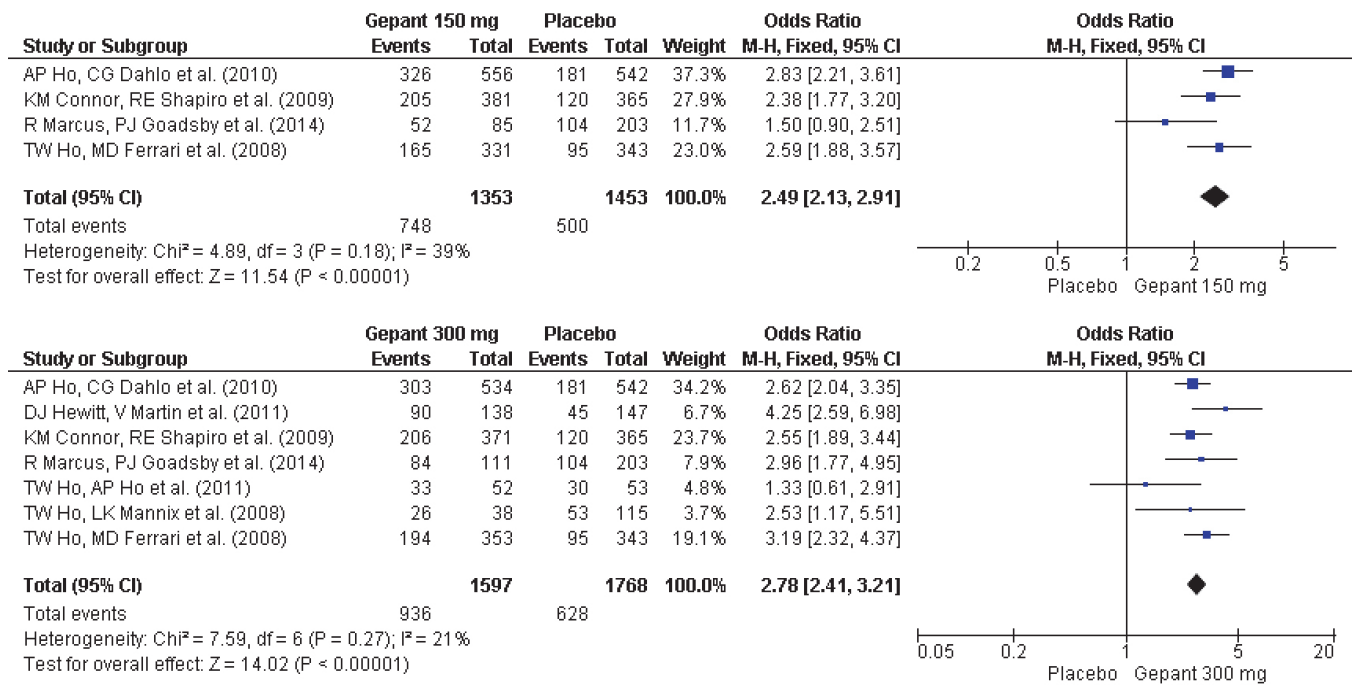 Gepant 150 mg Placebo Odds Ratio Odds Ratio
Study or Subgroup Events Total Events Total Weight M-H, Fixed, 95% CI M-H, Fixed, 95% CI
AP Ho, CG Dahlo et al. (2010) 326 556 181 542 37.3% 2.83 [2.21, 3.61]
KM Connor, RE Shapiro et al. (2009) 205 381 120 365 27.9% 2.38 [1.77, 3.20]
R Marcus, PJ Goadsby et al. (2014) 52 85 104 203 11.7% 1.50 [0.90, 2.51]
TW Ho, MD Ferrari et al. (2008) 165 331 95 343 23.0% 2.59 [1.88, 3.57]
Total (95% CI) 1353 1453 100.0% 2.49 [2.13, 2.91]
Total events 748 500
Heterogeneity: Chi² = 4.89, df = 3 (P = 0.18); I² = 39%
Test for overall effect: Z = 11.54 (P < 0.00001)
0.2 0.5 1 2 5
Placebo Gepant 150 mg
Gepant 300 mg Placebo Odds Ratio Odds Ratio
Study or Subgroup Events Total Events Total Weight M-H, Fixed, 95% CI M-H, Fixed, 95% CI
AP Ho, CG Dahlo et al. (2010) 303 534 181 542 34.2% 2.62 [2.04, 3.35]
DJ Hewitt, V Martin et al. (2011) 90 138 45 147 6.7% 4.25 [2.59, 6.98]
KM Connor, RE Shapiro et al. (2009) 206 371 120 365 23.7% 2.55 [1.89, 3.44]
R Marcus, PJ Goadsby et al. (2014) 84 111 104 203 7.9% 2.96 [1.77, 4.95]
TW Ho, AP Ho et al. (2011) 33 52 30 53 4.8% 1.33 [0.61, 2.91]
TW Ho, LK Mannix et al. (2008) 26 38 53 115 3.7% 2.53 [1.17, 5.51]
TW Ho, MD Ferrari et al. (2008) 194 353 95 343 19.1% 3.19 [2.32, 4.37]
Total (95% CI) 1597 1768 100.0% 2.78 [2.41, 3.21]
Total events 936 628
Heterogeneity: Chi² = 7.59, df = 6 (P = 0.27); I² = 21%
Test for overall effect: Z = 14.02 (P < 0.00001)
0.05 0.2 1 5 20
Placebo Gepant 300 mg